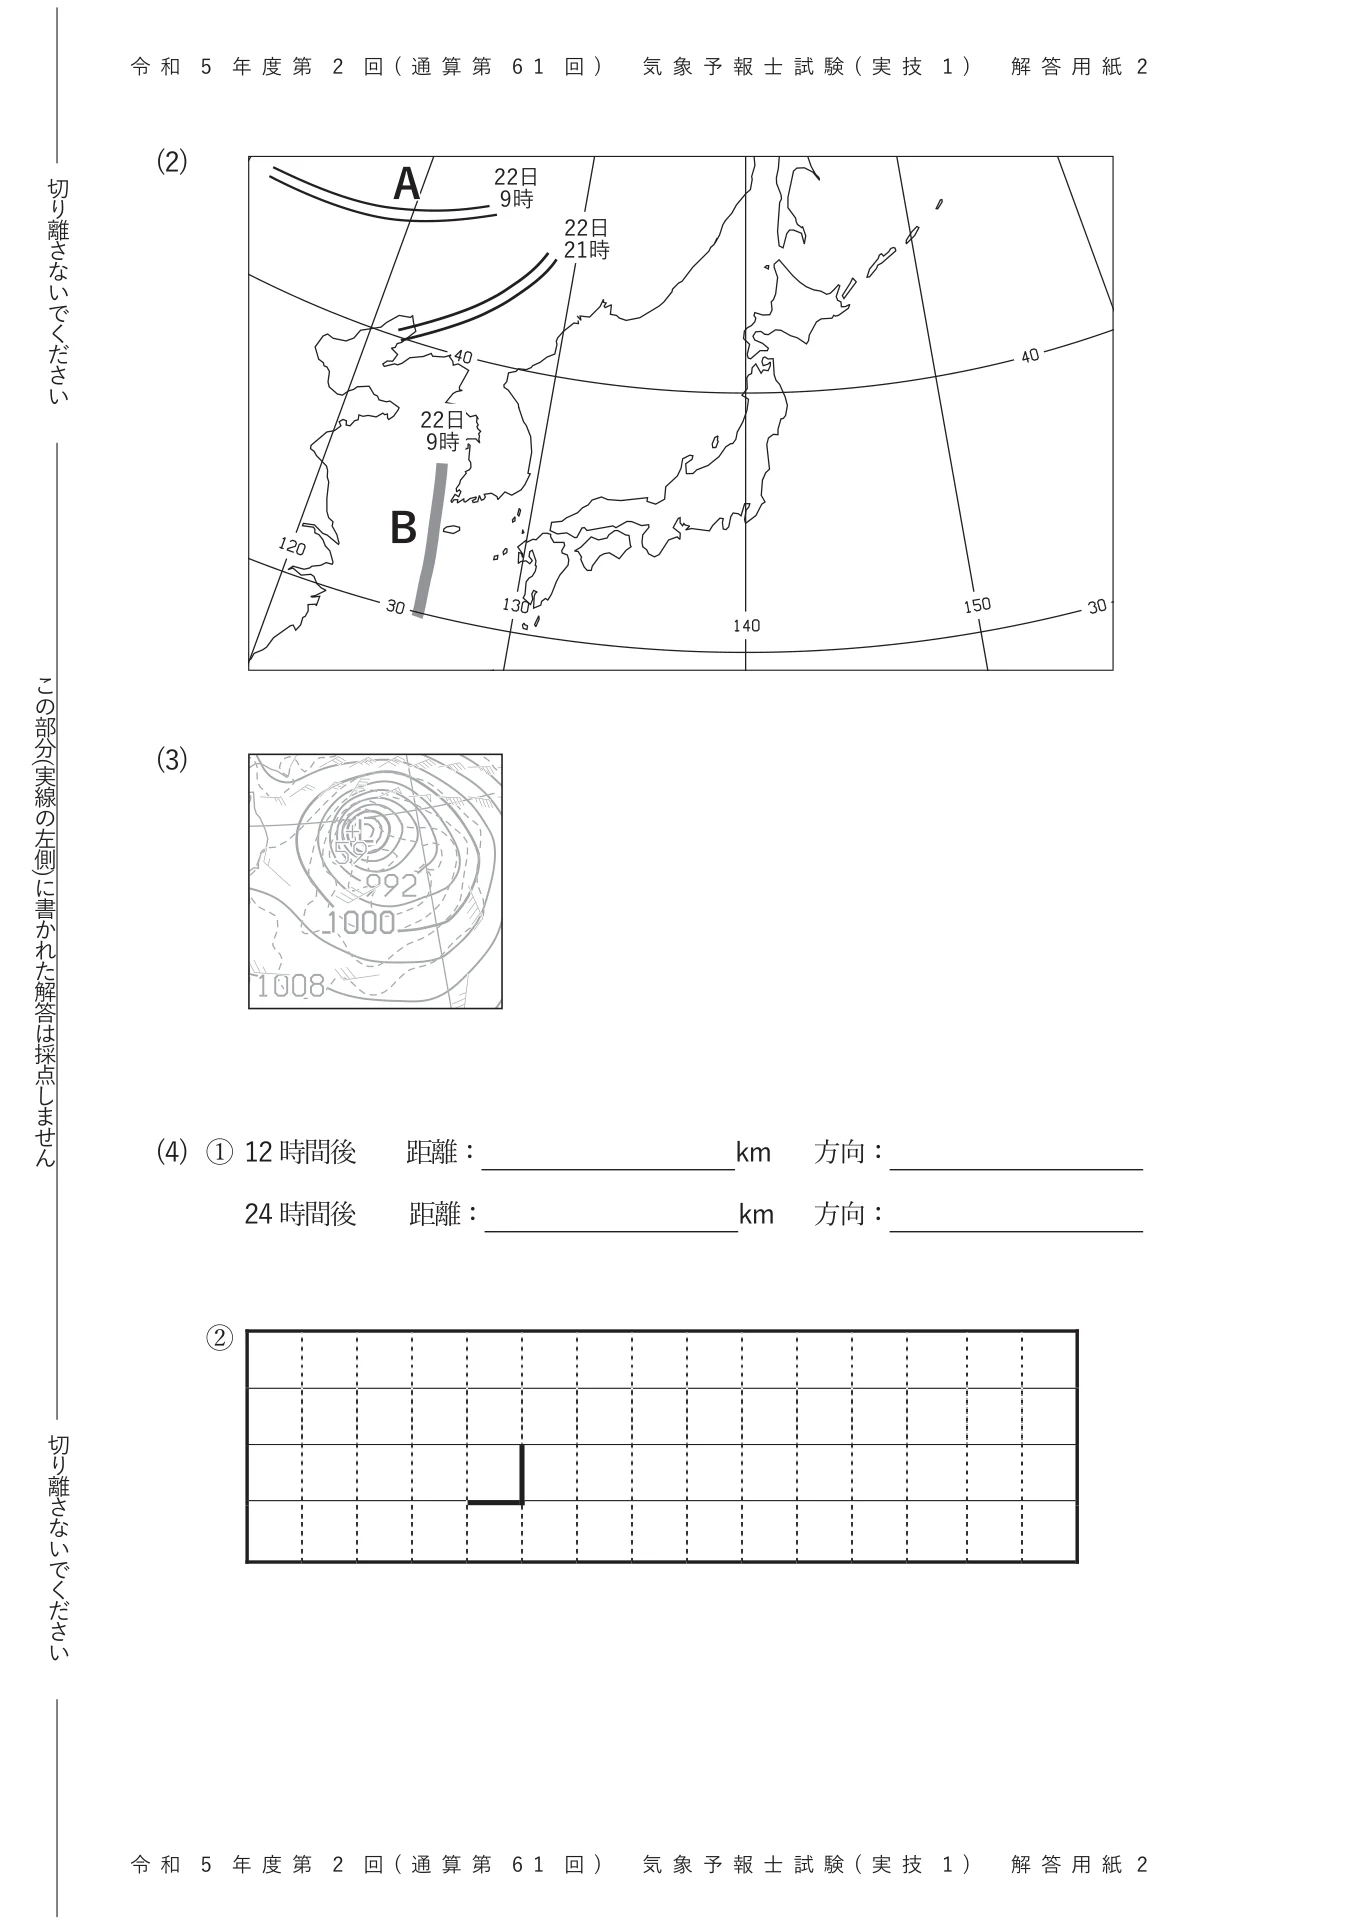 令和5年度第2回(通算第61回) 気象予報士試験(実技1) 解答用紙2
切り離さないでください
この部分(実線の左側)に書かれた解答は採点しません
切り離さないでください
(2)
A
22日
9時
22日
21時
40
40
22日
9時
B
120
30
130
140
150
30
(3)
L
59
992
1000
1008
(4) ① 12時間後 距離: km 方向:
24時間後 距離: km 方向:
②
令和5年度第2回(通算第61回) 気象予報士試験(実技1) 解答用紙2